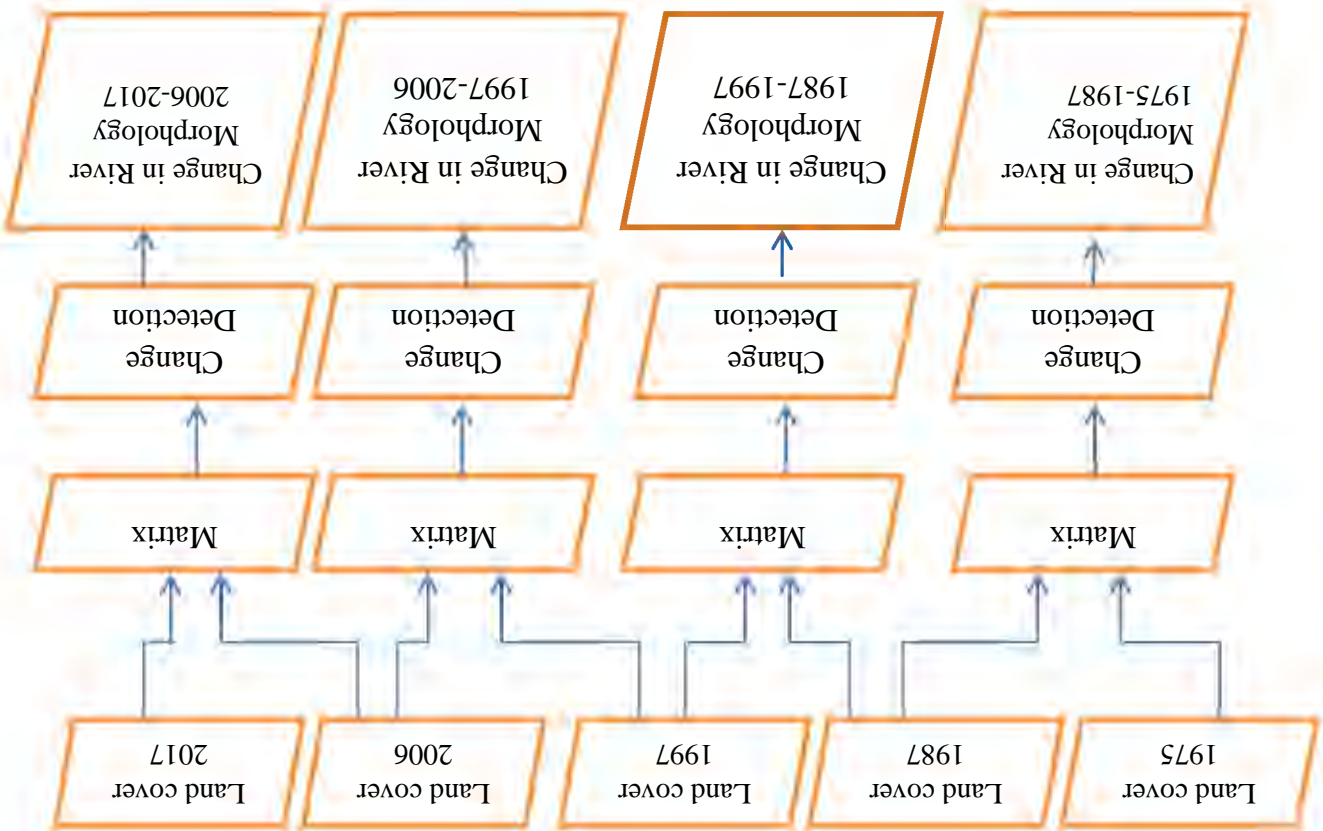 Land cover
1975
Land cover
1987
Land cover
1997
Land cover
2006
Land cover
2017
Matrix
Matrix
Matrix
Matrix
Change
Detection
Change
Detection
Change
Detection
Change
Detection
Change in River
Morphology
1975-1987
Change in River
Morphology
1987-1997
Change in River
Morphology
1997-2006
Change in River
Morphology
2006-2017